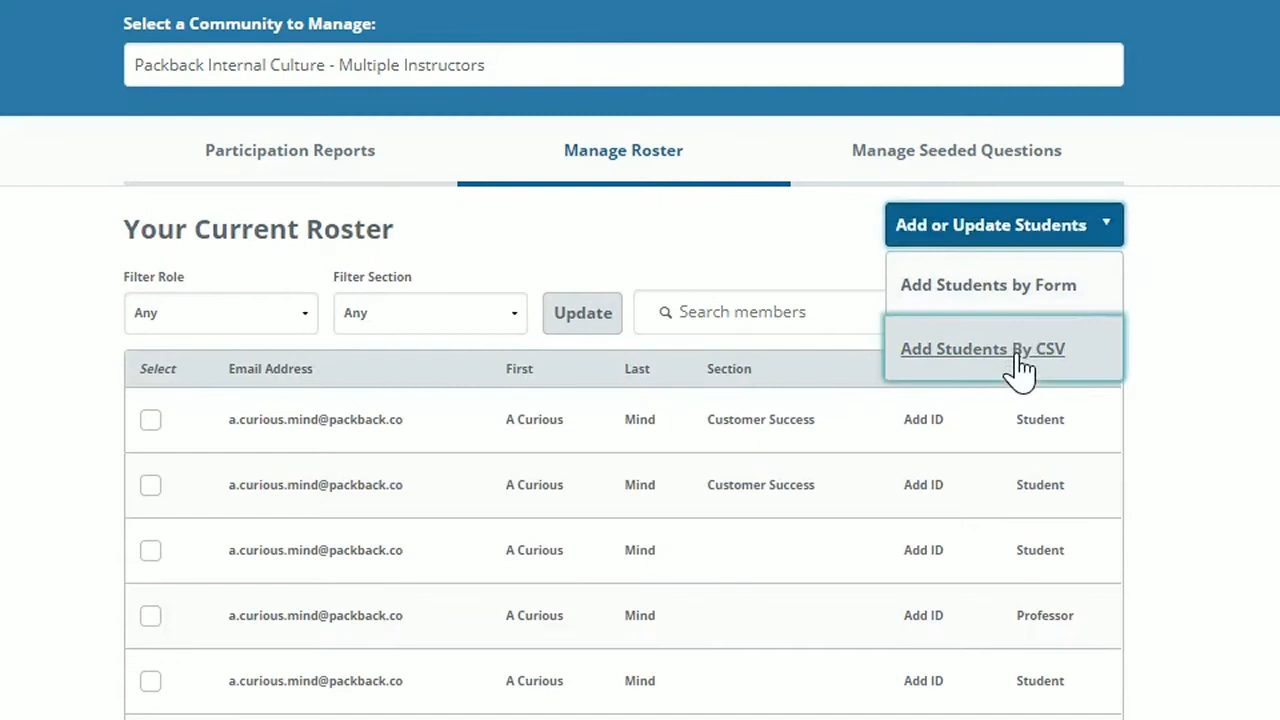 Select a Community to Manage:
Packback Internal Culture - Multiple Instructors
Participation Reports
Manage Roster
Manage Seeded Questions
Your Current Roster
Add or Update Students
Add Students by Form
Add Students By CSV
Filter Role
Filter Section
Any
Any
Update
Search members
Select Email Address First Last Section
a.curious.mind@packback.co A Curious Mind Customer Success Add ID Student
a.curious.mind@packback.co A Curious Mind Customer Success Add ID Student
a.curious.mind@packback.co A Curious Mind Add ID Student
a.curious.mind@packback.co A Curious Mind Add ID Professor
a.curious.mind@packback.co A Curious Mind Add ID Student